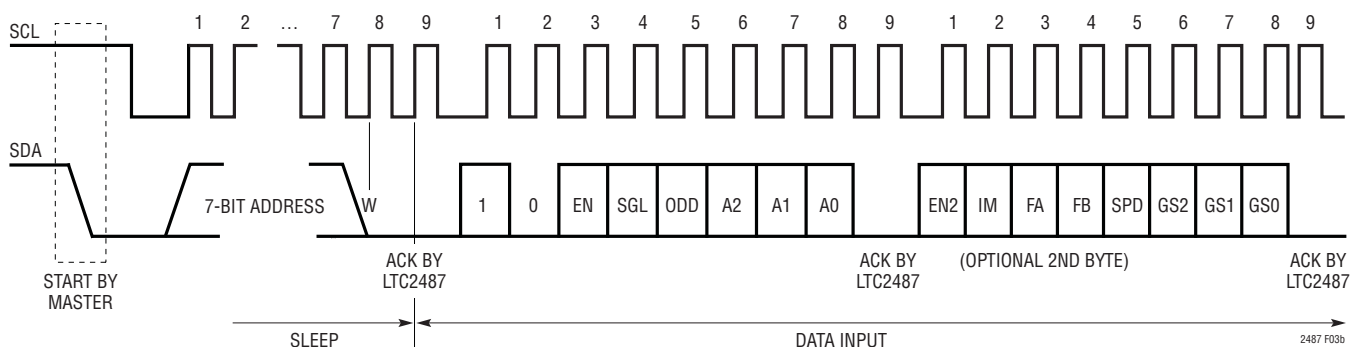 1 2 … 7 8 9 1 2 3 4 5 6 7 8 9 1 2 3 4 5 6 7 8 9
SCL
SDA
7-BIT ADDRESS W 1 0 EN SGL ODD A2 A1 A0 EN2 IM FA FB SPD GS2 GS1 GS0
START BY
MASTER
ACK BY
LTC2487
ACK BY
LTC2487
(OPTIONAL 2ND BYTE)
ACK BY
LTC2487
SLEEP DATA INPUT
2487 F03b